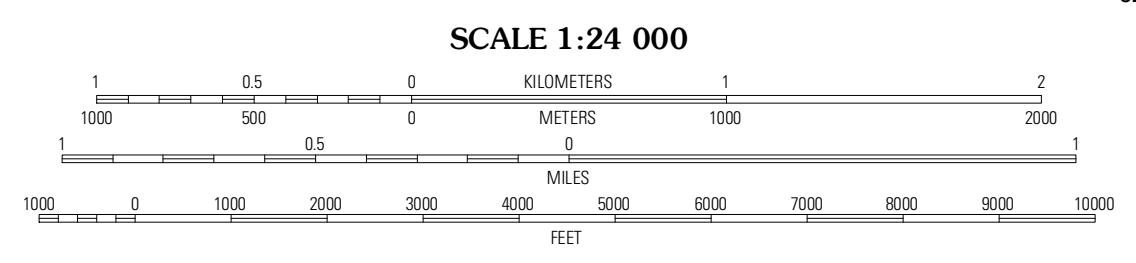 SCALE 1:24 000
1 0.5 0 KILOMETERS 1 2
1000 500 0 METERS 1000 2000
1 0.5 0 1
MILES
1000 0 1000 2000 3000 4000 5000 6000 7000 8000 9000 10000
FEET